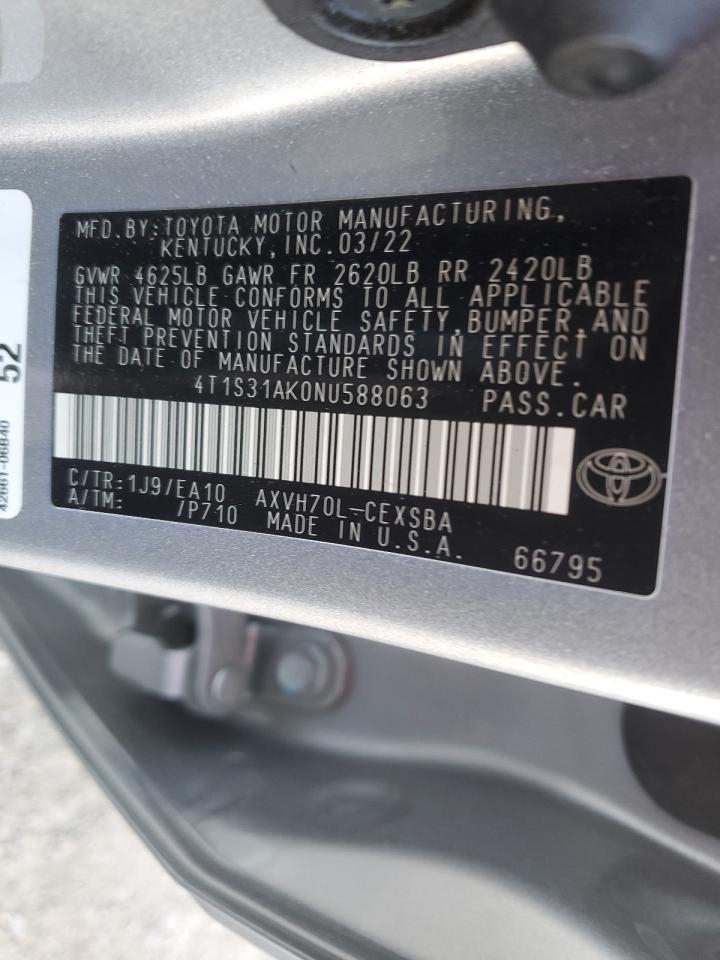 MFD.BY:TOYOTA MOTOR MANUFACTURING,
KENTUCKY,INC.03/22
GVWR 4625LB GAWR FR 2620LB RR 2420LB
THIS VEHICLE CONFORMS TO ALL APPLICABLE
FEDERAL MOTOR VEHICLE SAFETY,BUMPER,AND
THEFT PREVENTION STANDARDS IN EFFECT ON
THE DATE OF MANUFACTURE SHOWN ABOVE.
4T1S31AK0NU588063 PASS.CAR
C/TR:1J9/EA10 AXVH70L-CEXSBA
A/TM: /P710 MADE IN U.S.A. 66795
52
42661-06B40